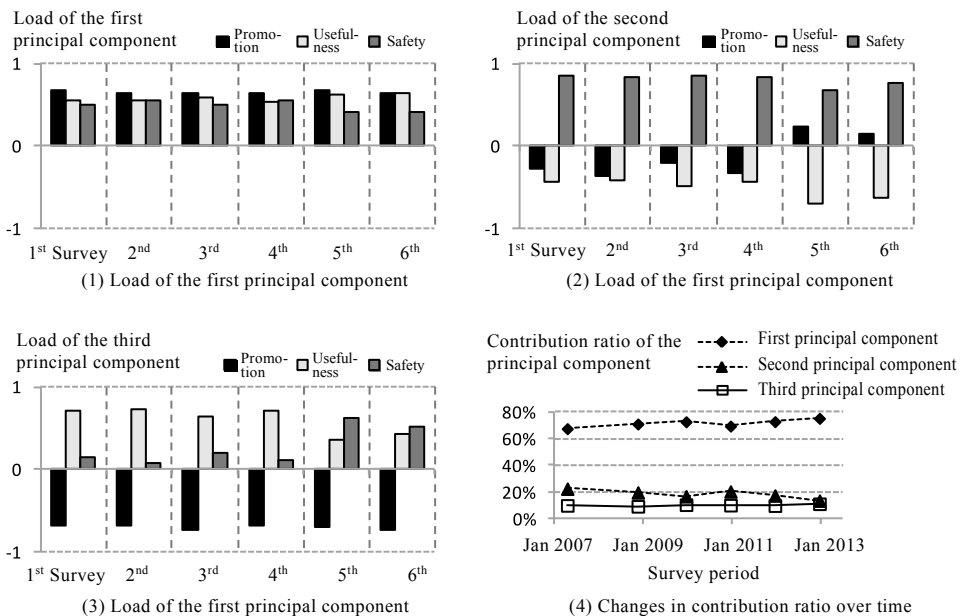 Load of the first
principal component
Promo-
tion
Useful-
ness
Safety
1
0
-1
1st Survey 2nd 3rd 4th 5th 6th
(1) Load of the first principal component
Load of the second
principal component
Promo-
tion
Useful-
ness
Safety
1
0
-1
1st Survey 2nd 3rd 4th 5th 6th
(2) Load of the first principal component
Load of the third
principal component
Promo-
tion
Useful-
ness
Safety
1
0
-1
1st Survey 2nd 3rd 4th 5th 6th
(3) Load of the first principal component
Contribution ratio of the
principal component
First principal component
Second principal component
Third principal component
80%
60%
40%
20%
0%
Jan 2007 Jan 2009 Jan 2011 Jan 2013
Survey period
(4) Changes in contribution ratio over time